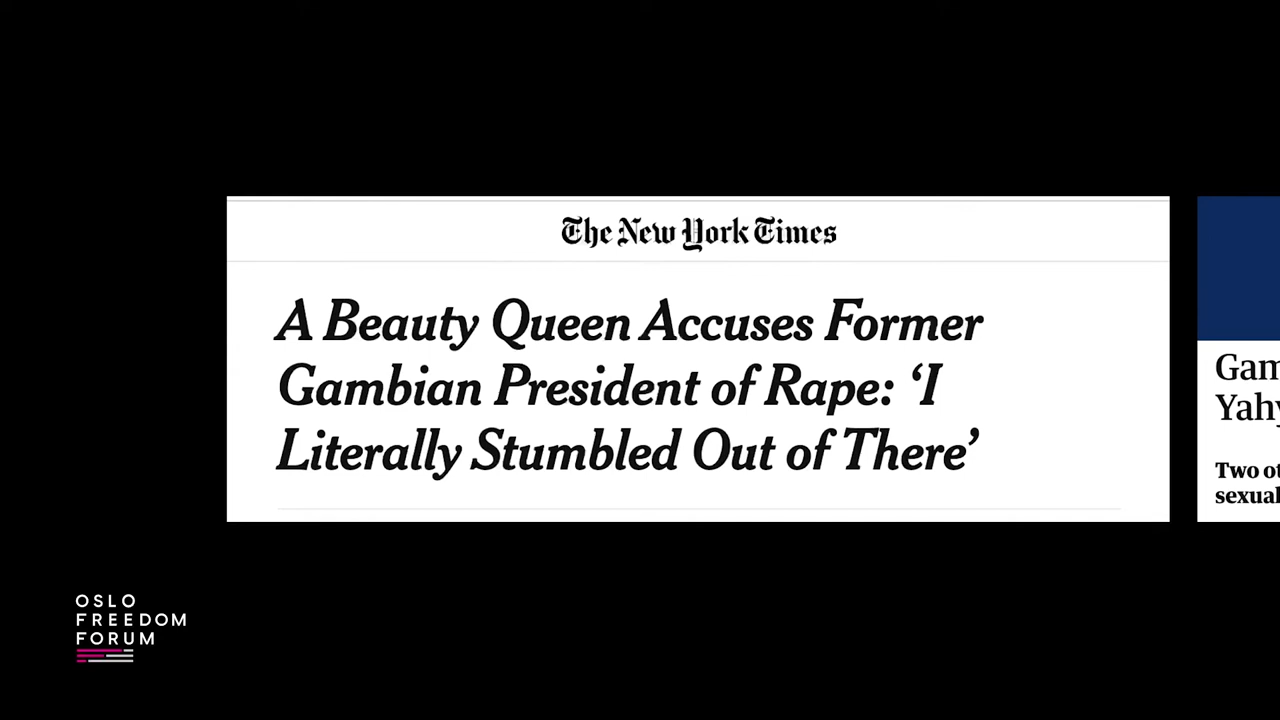 The New York Times
A Beauty Queen Accuses Former
Gambian President of Rape: ‘I
Literally Stumbled Out of There’
Two
OSLO
FREEDOM
FORUM